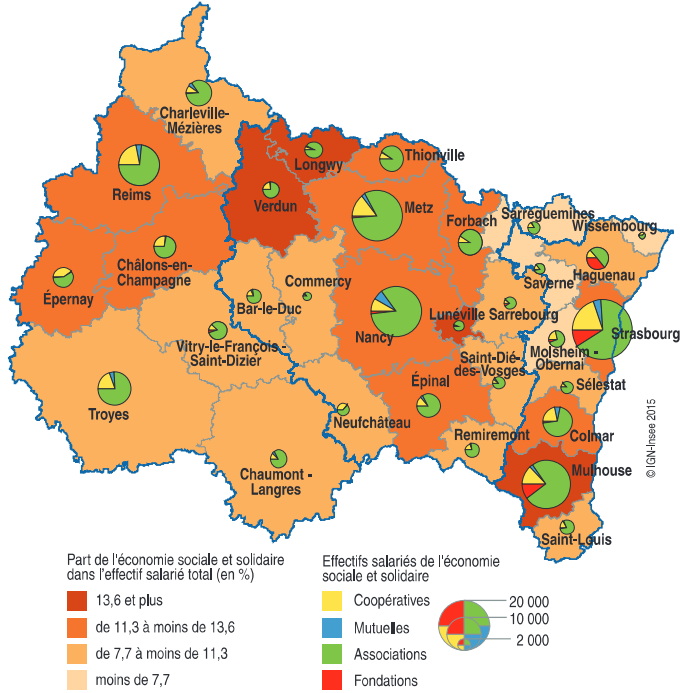 Charleville-
Mézières
Longwy
Thionville
Reims
Verdun
Metz
Forbach
Sarreguemines
Wissembourg
Châlons-en-
Champagne
Épernay
Commercy
Bar-le-Duc
Saverne
Haguenau
Lunéville
Sarrebourg
Strasbourg
Nancy
Vitry-le-François -
Saint-Dizier
Molsheim -
Obernai
Saint-Dié-
des-Vosges
Sélestat
Troyes
Épinal
Neufchâteau
Remiremont
Colmar
Chaumont -
Langres
Mulhouse
Saint-Louis
© IGN-Insee 2015
Part de l'économie sociale et solidaire
dans l'effectif salarié total (en %)
13,6 et plus
de 11,3 à moins de 13,6
de 7,7 à moins de 11,3
moins de 7,7
Effectifs salariés de l'économie
sociale et solidaire
Coopératives
Mutuelles
Associations
Fondations
20 000
10 000
2 000